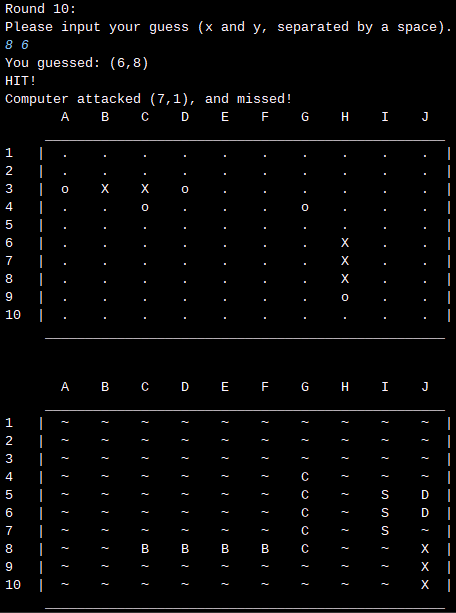 Round 10:
Please input your guess (x and y, separated by a space).
8 6
You guessed: (6,8)
HIT!
Computer attacked (7,1), and missed!
A B C D E F G H I J
1 | . . . . . . . . . . |
2 | . . . . . . . . . . |
3 | o X X o . . . . . . |
4 | . . o . . . o . . . |
5 | . . . . . . . . . . |
6 | . . . . . . . X . . |
7 | . . . . . . . X . . |
8 | . . . . . . . X . . |
9 | . . . . . . . o . . |
10 | . . . . . . . . . . |
A B C D E F G H I J
1 | ~ ~ ~ ~ ~ ~ ~ ~ ~ ~ |
2 | ~ ~ ~ ~ ~ ~ ~ ~ ~ ~ |
3 | ~ ~ ~ ~ ~ ~ ~ ~ ~ ~ |
4 | ~ ~ ~ ~ ~ ~ C ~ ~ ~ |
5 | ~ ~ ~ ~ ~ ~ C ~ S D |
6 | ~ ~ ~ ~ ~ ~ C ~ S D |
7 | ~ ~ ~ ~ ~ ~ C ~ S ~ |
8 | ~ ~ B B B B C ~ ~ X |
9 | ~ ~ ~ ~ ~ ~ ~ ~ ~ X |
10 | ~ ~ ~ ~ ~ ~ ~ ~ ~ X |